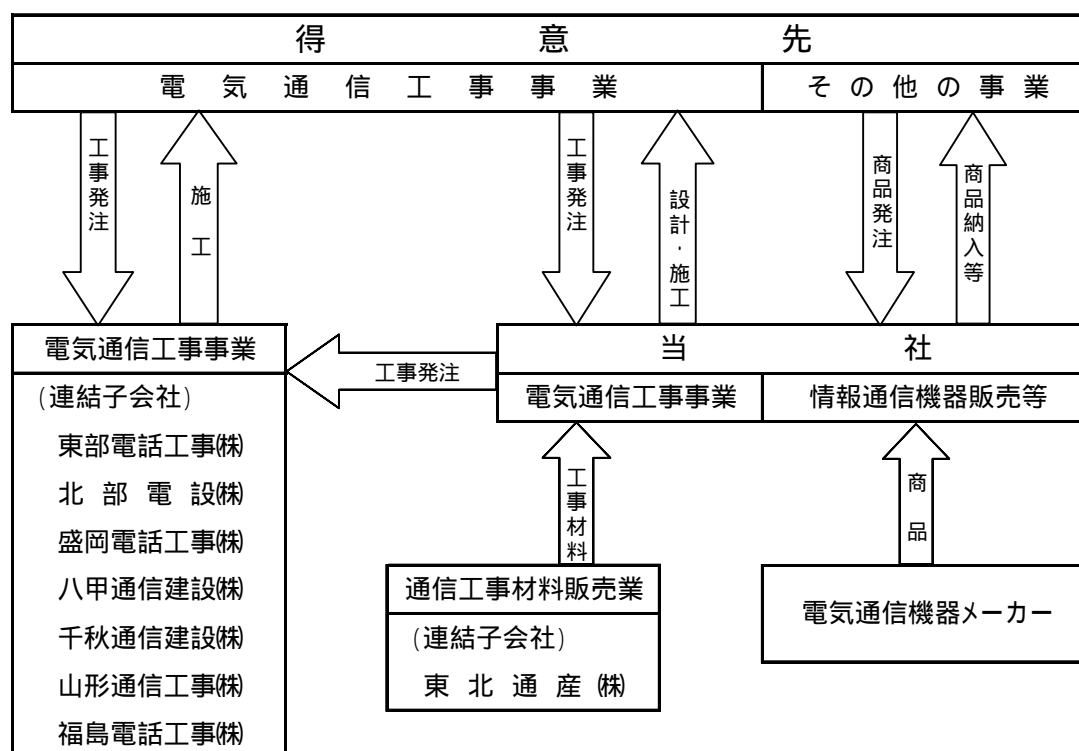 得意先
電気通信工事事業
その他の事業
工事発注
施工
工事発注
設計・施工
商品発注
商品納入等
電気通信工事事業
(連結子会社)
東部電話工事㈱
北部電設㈱
盛岡電話工事㈱
八甲通信建設㈱
千秋通信建設㈱
山形通信工事㈱
福島電話工事㈱
工事発注
当社
電気通信工事事業
情報通信機器販売等
工事材料
商品
通信工事材料販売業
(連結子会社)
東北通産㈱
電気通信機器メーカー